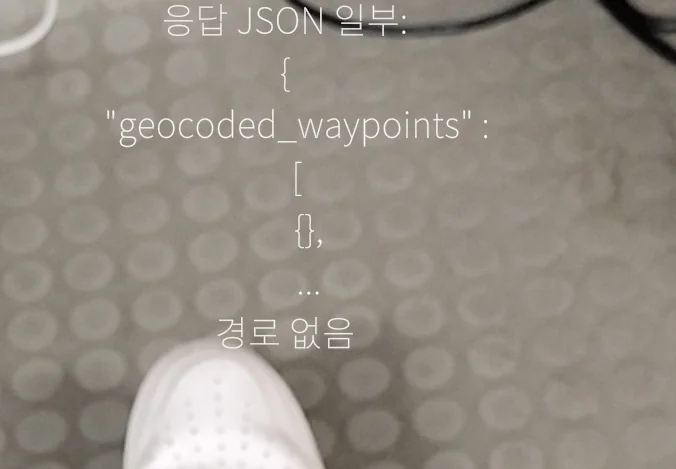 응답 JSON 일부:
{
"geocoded_waypoints" :
[
{},
...
경로 없음